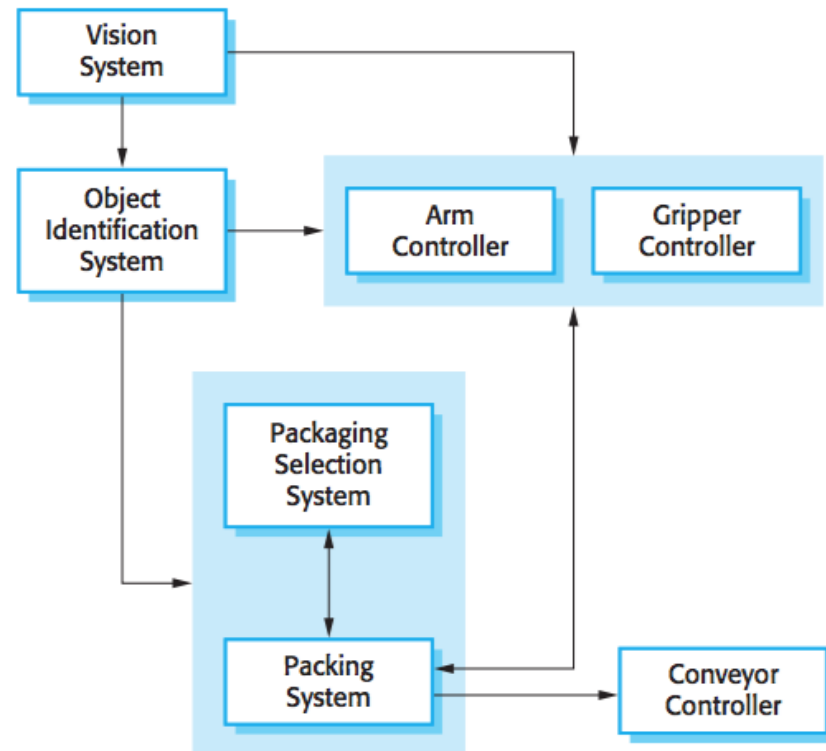 Vision
System
Object
Identification
System
Arm
Controller
Gripper
Controller
Packaging
Selection
System
Packing
System
Conveyor
Controller